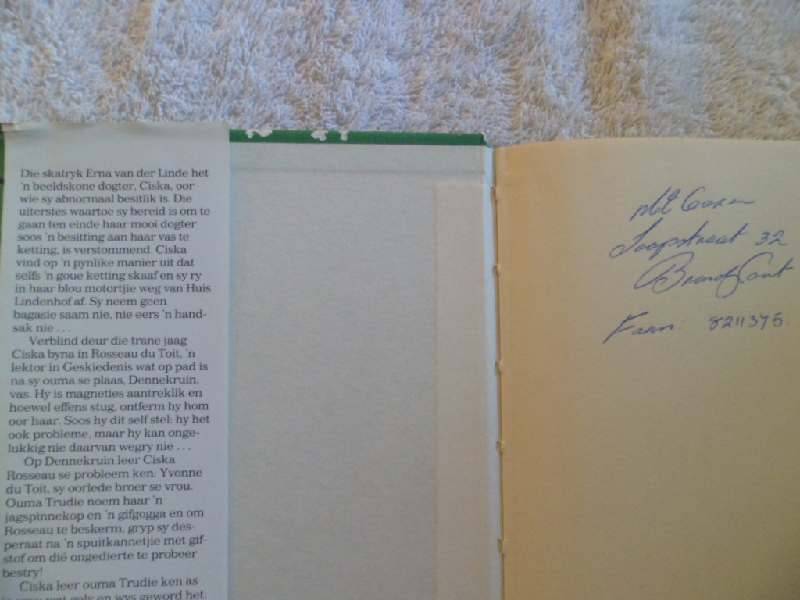 Die skatryk Erna van der Linde het
'n beeldskone dogter, Ciska, oor
wie sy abnormaal besitlik is. Die
uiterstes waartoe sy bereid is om te
gaan ten einde haar mooi dogter
soos 'n besitting aan haar vas te
ketting, is verstommend. Ciska
vind op 'n pynlike manier uit dat
selfs 'n goue ketting skaaf en sy ry
in haar blou motortjie weg van Huis
Lindenhof af. Sy neem geen
bagasie saam nie, nie eers 'n hand-
sak nie . . .
Verblind deur die trane jaag
Ciska byna in Rosseau du Toit, 'n
lektor in Geskiedenis wat op pad is
na sy ouma se plaas, Dennekruin,
vas. Hy is magneties aantreklik en
hoewel effens stug, ontferm hy hom
oor haar. Soos hy dit self stel: hy het
ook probleme, maar hy kan onge-
lukkig nie daarvan wegry nie . . .
Op Dennekruin leer Ciska
Rosseau se probleem ken: Yvonne
du Toit, sy oorlede broer se vrou.
Ouma Trudie noem haar 'n
jagspinnekop en 'n gifgogga en om
Rosseau te beskerm, gryp sy des-
peraat na 'n spuitkannetjie met gif-
stof om dié ongedierte te probeer
bestry!
Ciska leer ouma Trudie ken as
en wys geword het.
32
8211375